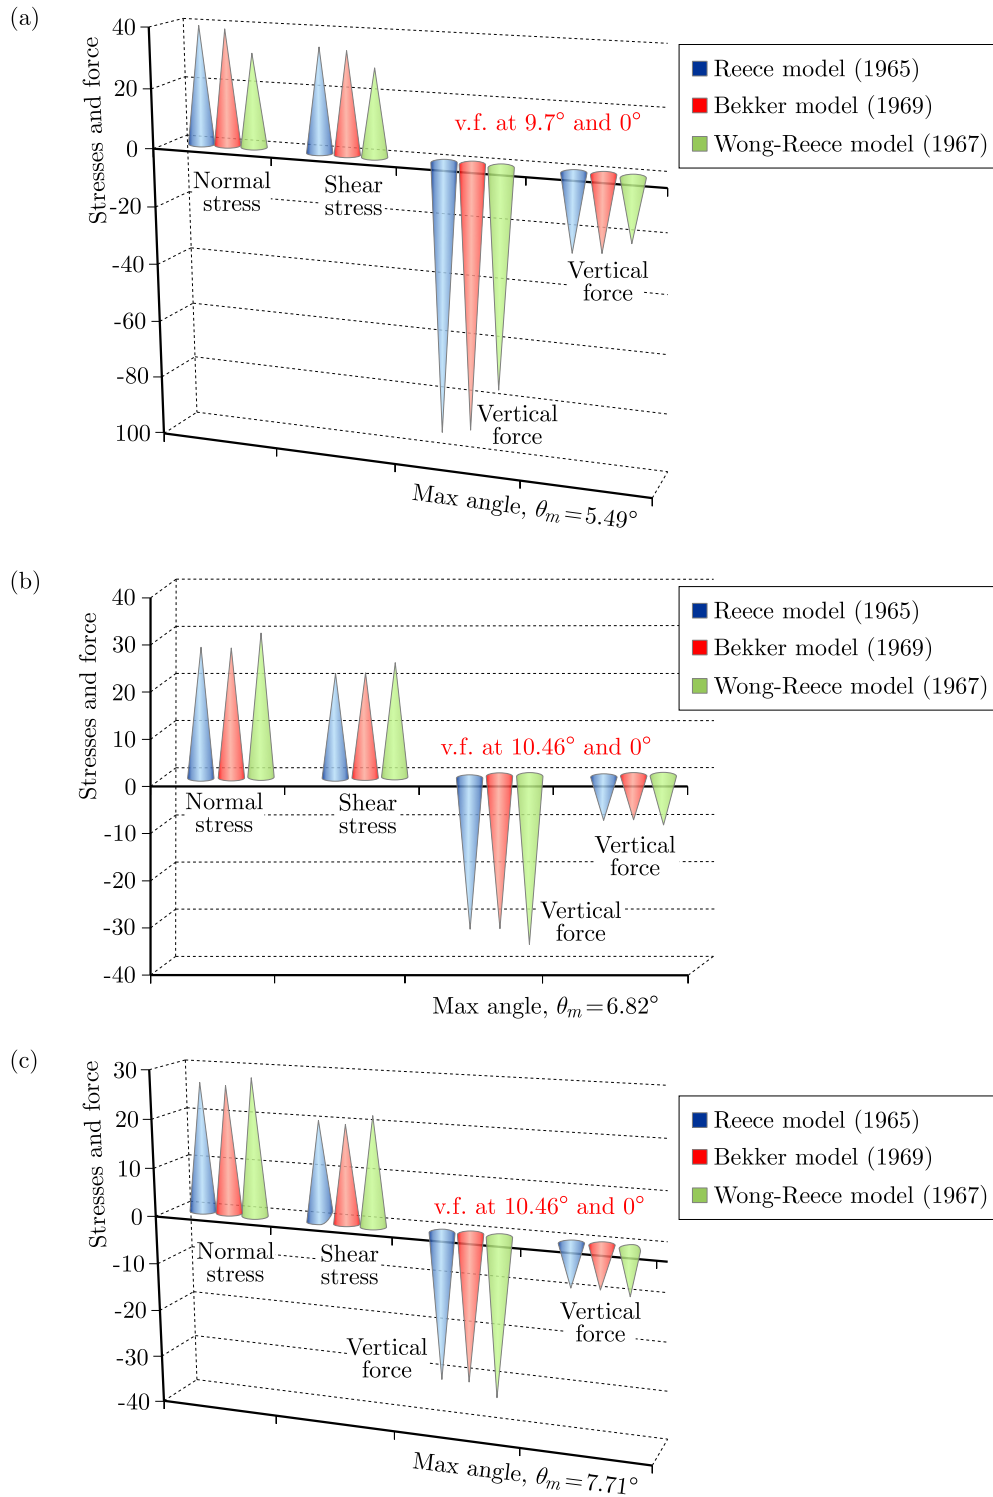 (a)
Stresses and force
40
20
0
-20
-40
-60
-80
100
Reece model (1965)
Bekker model (1969)
Wong-Reece model (1967)
v.f. at 9.7° and 0°
Normal
stress
Shear
stress
Vertical
force
Vertical
force
Max angle, θm=5.49°
(b)
Stresses and force
40
30
20
10
0
-10
-20
-30
-40
Reece model (1965)
Bekker model (1969)
Wong-Reece model (1967)
v.f. at 10.46° and 0°
Normal
stress
Shear
stress
Vertical
force
Vertical
force
Max angle, θm=6.82°
(c)
Stresses and force
30
20
10
0
-10
-20
-30
-40
Reece model (1965)
Bekker model (1969)
Wong-Reece model (1967)
v.f. at 10.46° and 0°
Normal
stress
Shear
stress
Vertical
force
Vertical
force
Max angle, θm=7.71°